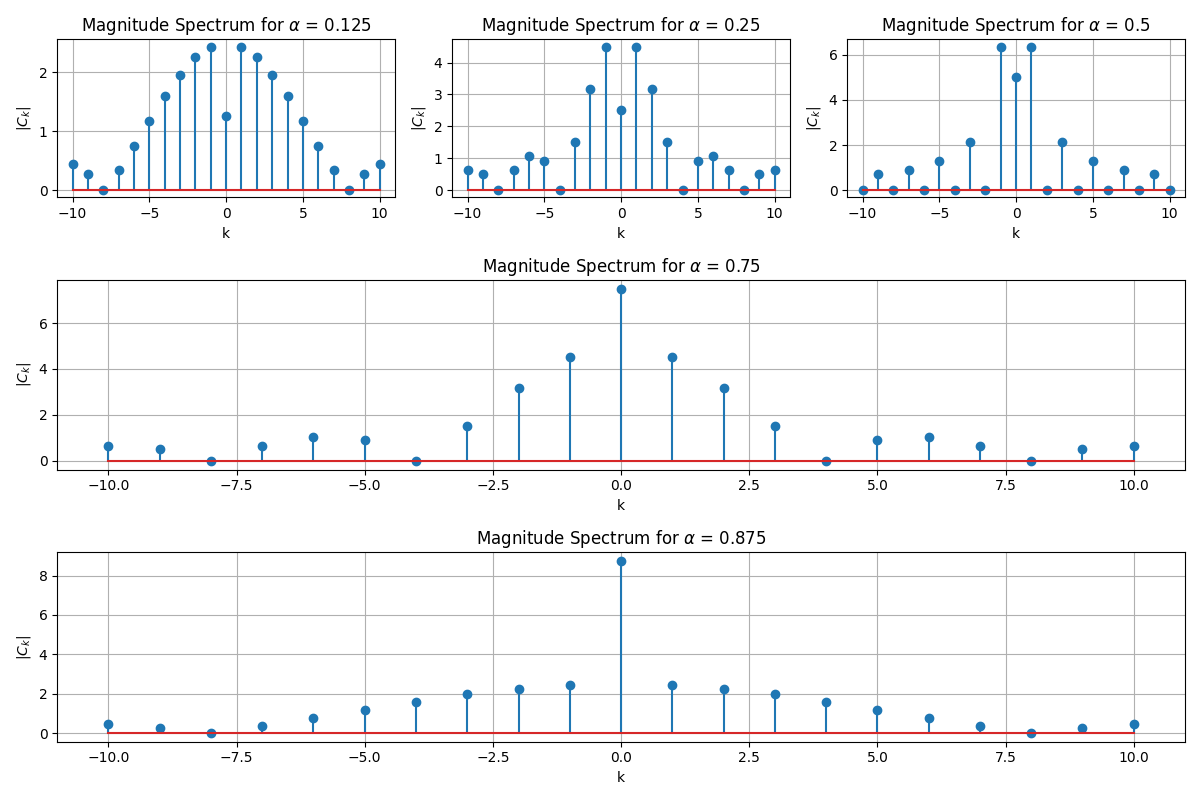 Magnitude Spectrum for α = 0.125
|C_k|
2
1
0
−10 −5 0 5 10
k
Magnitude Spectrum for α = 0.25
|C_k|
4
3
2
1
0
−10 −5 0 5 10
k
Magnitude Spectrum for α = 0.5
|C_k|
6
4
2
0
−10 −5 0 5 10
k
Magnitude Spectrum for α = 0.75
|C_k|
6
4
2
0
−10.0 −7.5 −5.0 −2.5 0.0 2.5 5.0 7.5 10.0
k
Magnitude Spectrum for α = 0.875
|C_k|
8
6
4
2
0
−10.0 −7.5 −5.0 −2.5 0.0 2.5 5.0 7.5 10.0
k